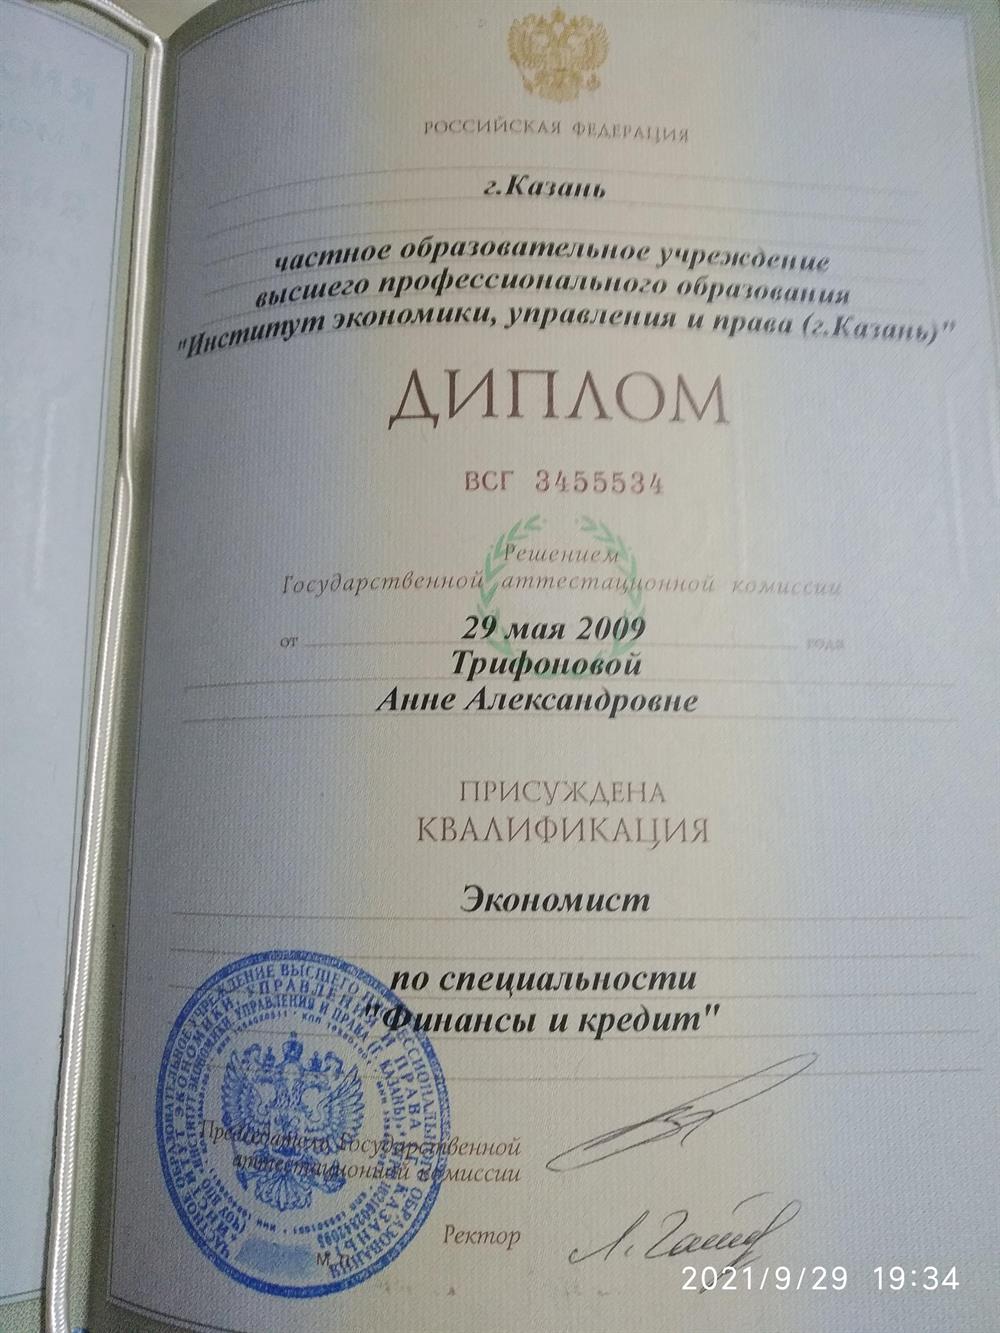 РОССИЙСКАЯ ФЕДЕРАЦИЯ
г.Казань
частное образовательное учреждение
высшего профессионального образования
"Институт экономики, управления и права (г.Казань)"
ДИПЛОМ
ВСГ 3455534
Решением
Государственной аттестационной комиссии
от 29 мая 2009 года
Трифоновой
Анне Александровне
ПРИСУЖДЕНА
КВАЛИФИКАЦИЯ
Экономист
по специальности
"Финансы и кредит"
Председатель Государственной
аттестационной комиссии
Ректор
М.П.
2021/9/29 19:34